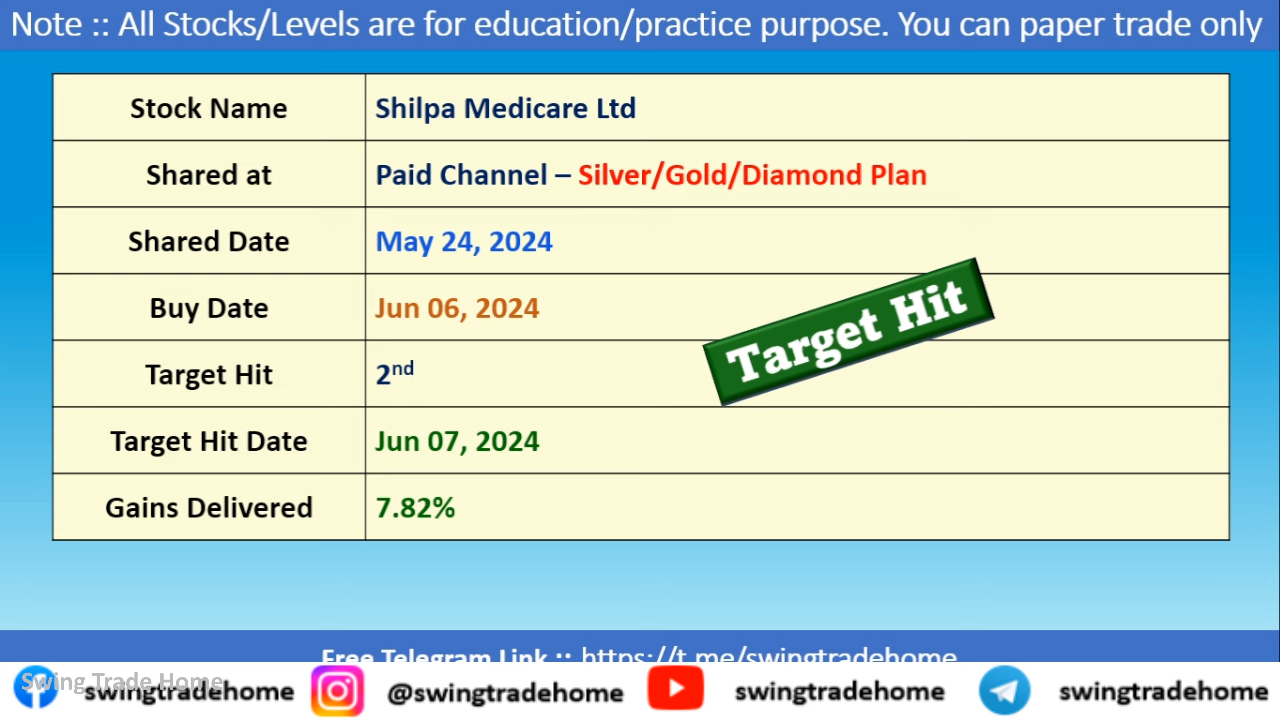 Note :: All Stocks/Levels are for education/practice purpose. You can paper trade only
Stock Name Shilpa Medicare Ltd
Shared at Paid Channel – Silver/Gold/Diamond Plan
Shared Date May 24, 2024
Buy Date Jun 06, 2024
Target Hit
Target Hit 2nd
Target Hit Date Jun 07, 2024
Gains Delivered 7.82%
Free Telegram Link :: https://t.me/swingtradehome
Swing Trade Home
swingtradehome @swingtradehome swingtradehome swingtradehome